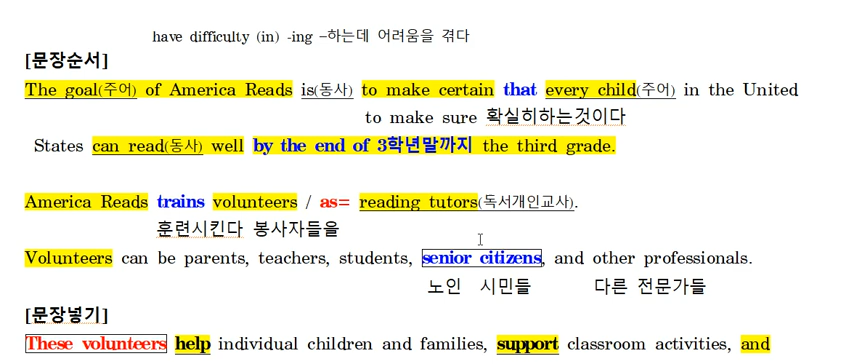 have difficulty (in) -ing –하는데 어려움을 겪다
[문장순서]
The goal(주어) of America Reads is(동사) to make certain that every child(주어) in the United
to make sure 확실히하는것이다
States can read(동사) well by the end of 3학년말까지 the third grade.
America Reads trains volunteers / as= reading tutors(독서개인교사).
훈련시킨다 봉사자들을
Volunteers can be parents, teachers, students, senior citizens, and other professionals.
노인 시민들 다른 전문가들
[문장넣기]
These volunteers help individual children and families, support classroom activities, and